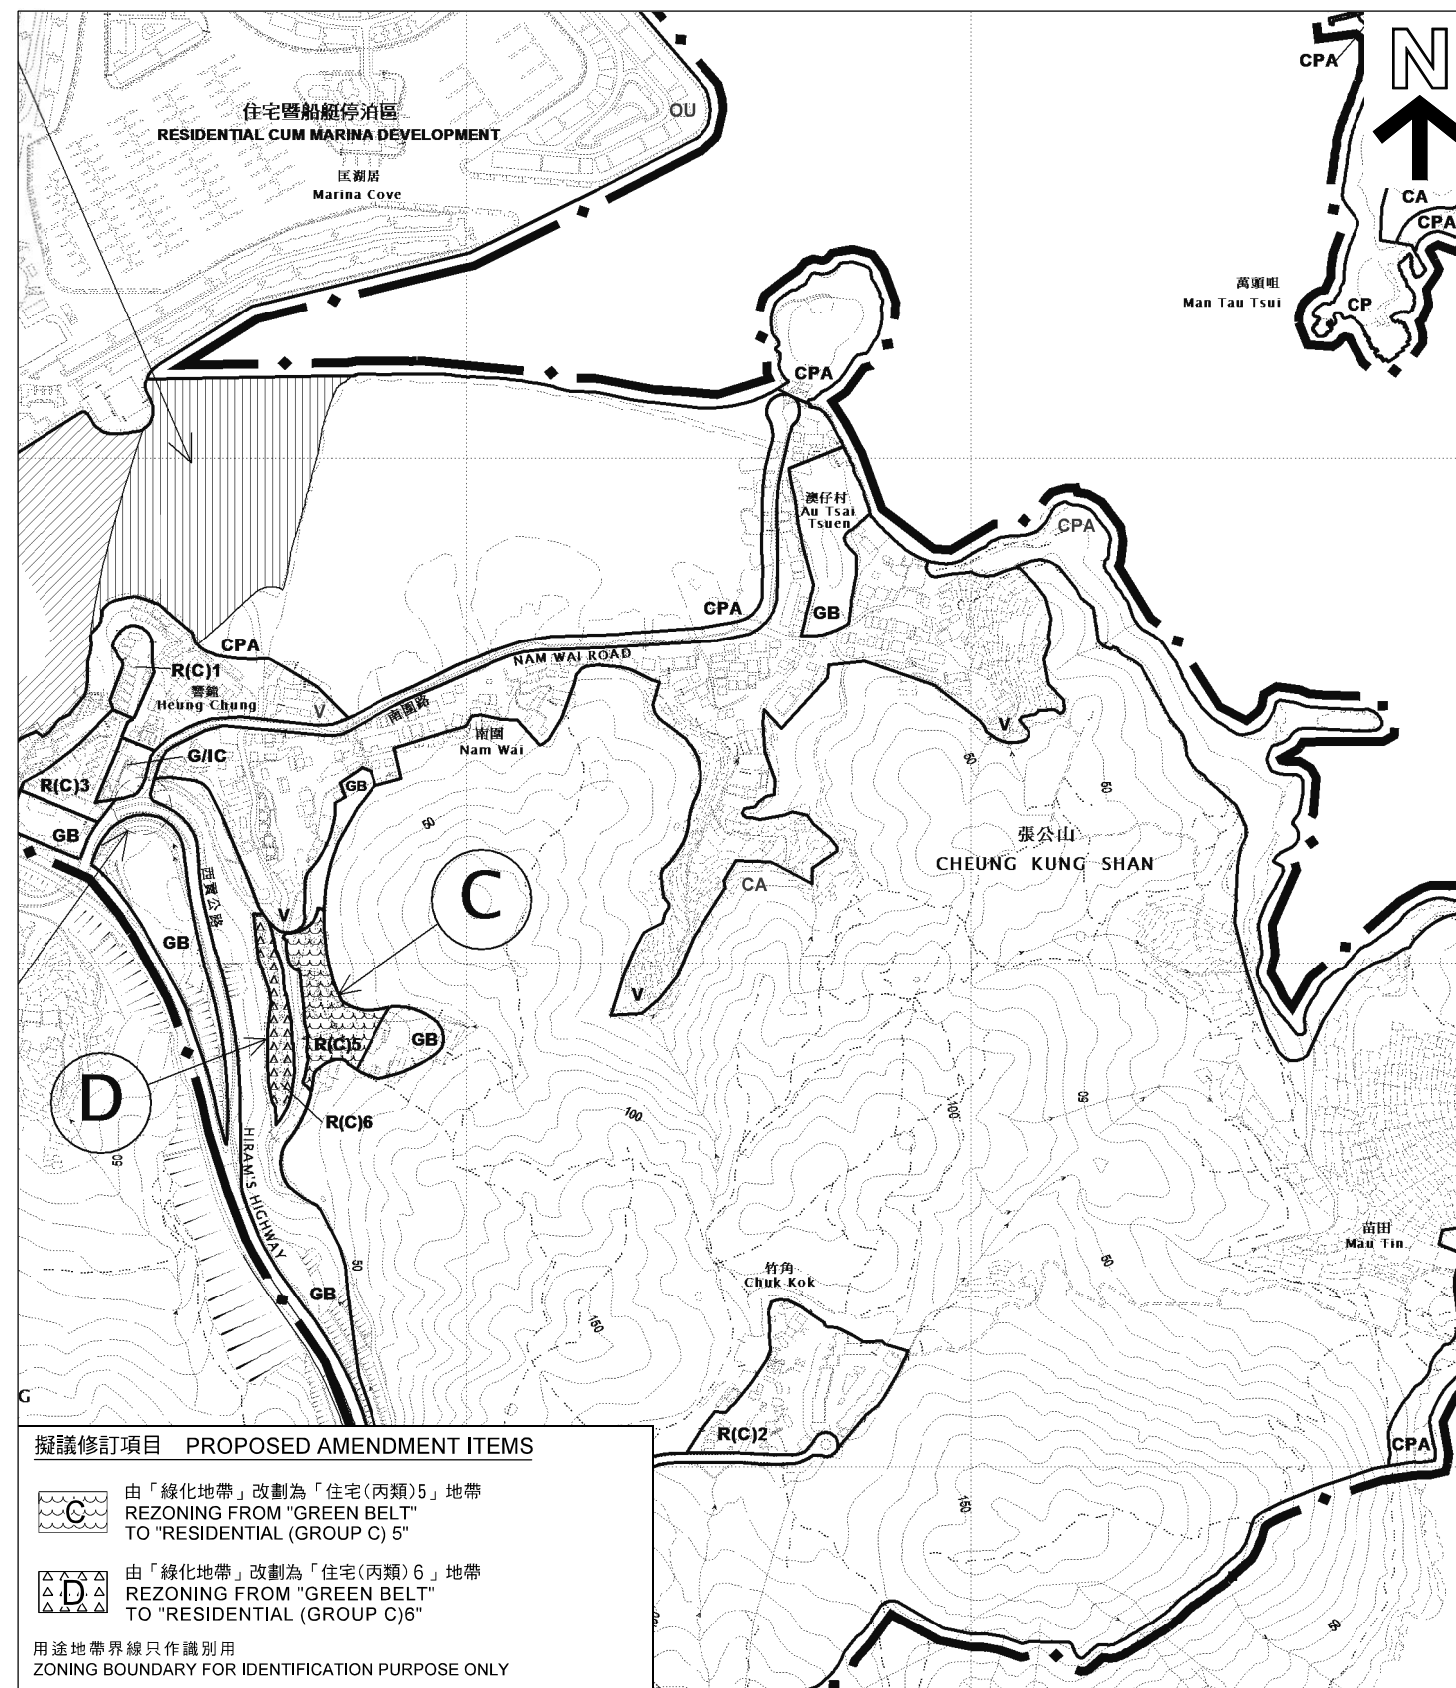 CPA
N
住宅暨船艇停泊區
RESIDENTIAL CUM MARINA DEVELOPMENT
OU
匡湖居
Marina Cove
CA
CPA
萬頭咀
Man Tau Tsui
CP
CPA
澳仔村
Au Tsai
Tsuen
CPA
CPA
GB
CPA
NAM WAI ROAD
南圍路
R(C)1
響鐘
Heung Chung
V
南圍
Nam Wai
V
G/IC
R(C)3
GB
60
60
GB
50
張公山
CHEUNG KUNG SHAN
C
CA
西貢公路
V
GB
V
R(C)5
GB
D
R(C)6
100
100
60
50
HIRAM'S HIGHWAY
苗田
Mau Tin
50
50
竹角
Chuk Kok
GB
150
G
R(C)2
CPA
150
50
擬議修訂項目 PROPOSED AMENDMENT ITEMS
C
由「綠化地帶」改劃為「住宅(丙類)5」地帶
REZONING FROM "GREEN BELT"
TO "RESIDENTIAL (GROUP C) 5"
D
由「綠化地帶」改劃為「住宅(丙類)6」地帶
REZONING FROM "GREEN BELT"
TO "RESIDENTIAL (GROUP C)6"
用途地帶界線只作識別用
ZONING BOUNDARY FOR IDENTIFICATION PURPOSE ONLY